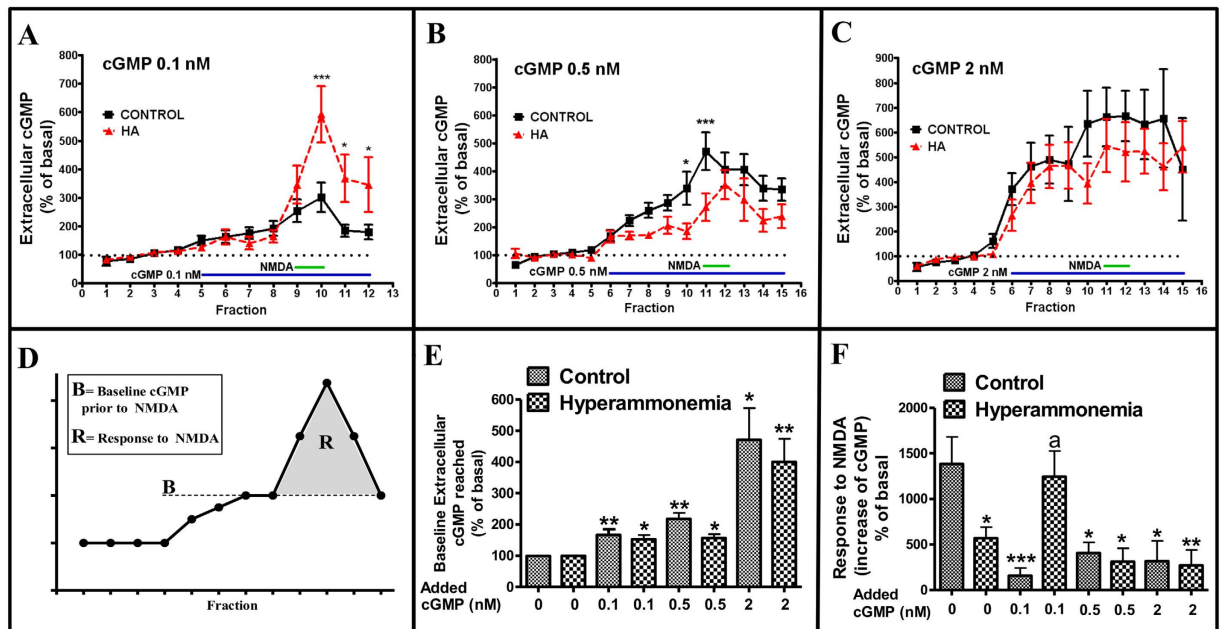 A
cGMP 0.1 nM
CONTROL
HA
Extracellular cGMP
(% of basal)
800
700
600
500
400
300
200
100
0
***
*
*
NMDA
cGMP 0.1 nM
0 1 2 3 4 5 6 7 8 9 10 11 12 13
Fraction
B
cGMP 0.5 nM
CONTROL
HA
Extracellular cGMP
(% of basal)
800
700
600
500
400
300
200
100
0
*
***
NMDA
cGMP 0.5 nM
0 1 2 3 4 5 6 7 8 9 10 11 12 13 14 15 16
Fraction
C
cGMP 2 nM
CONTROL
HA
Extracellular cGMP
(% of basal)
900
800
700
600
500
400
300
200
100
0
NMDA
cGMP 2 nM
0 1 2 3 4 5 6 7 8 9 10 11 12 13 14 15 16
Fraction
D
B= Baseline cGMP
prior to NMDA
R= Response to NMDA
B
R
Fraction
E
Control
Hyperammonemia
Baseline Extracellular
cGMP reached
(% of basal)
600
500
400
300
200
100
0
**
*
**
*
*
**
Added
cGMP (nM)
0 0 0.1 0.1 0.5 0.5 2 2
F
Control
Hyperammonemia
Response to NMDA
(increase of cGMP)
% of basal
2000
1500
1000
500
0
*
***
a
*
*
*
**
Added
cGMP (nM)
0 0 0.1 0.1 0.5 0.5 2 2